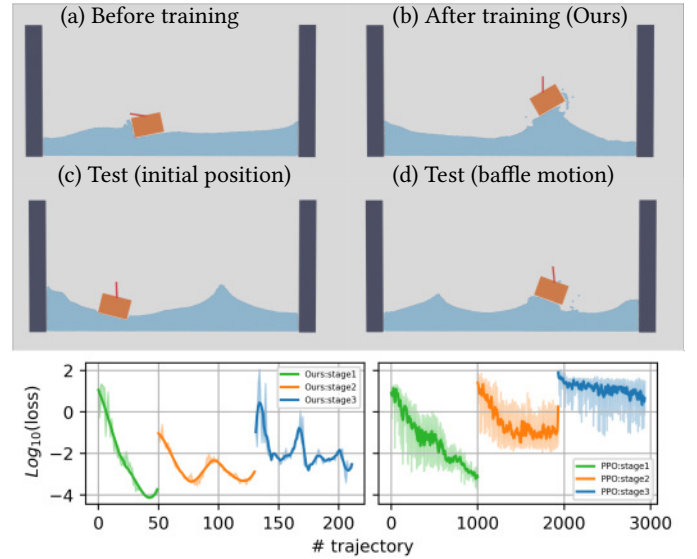 (a) Before training
(b) After training (Ours)
(c) Test (initial position)
(d) Test (baffle motion)
Log₁₀(loss)
2
0
−2
−4
Ours:stage1
Ours:stage2
Ours:stage3
0
50
100
150
200
PPO:stage1
PPO:stage2
PPO:stage3
0
1000
2000
3000
# trajectory